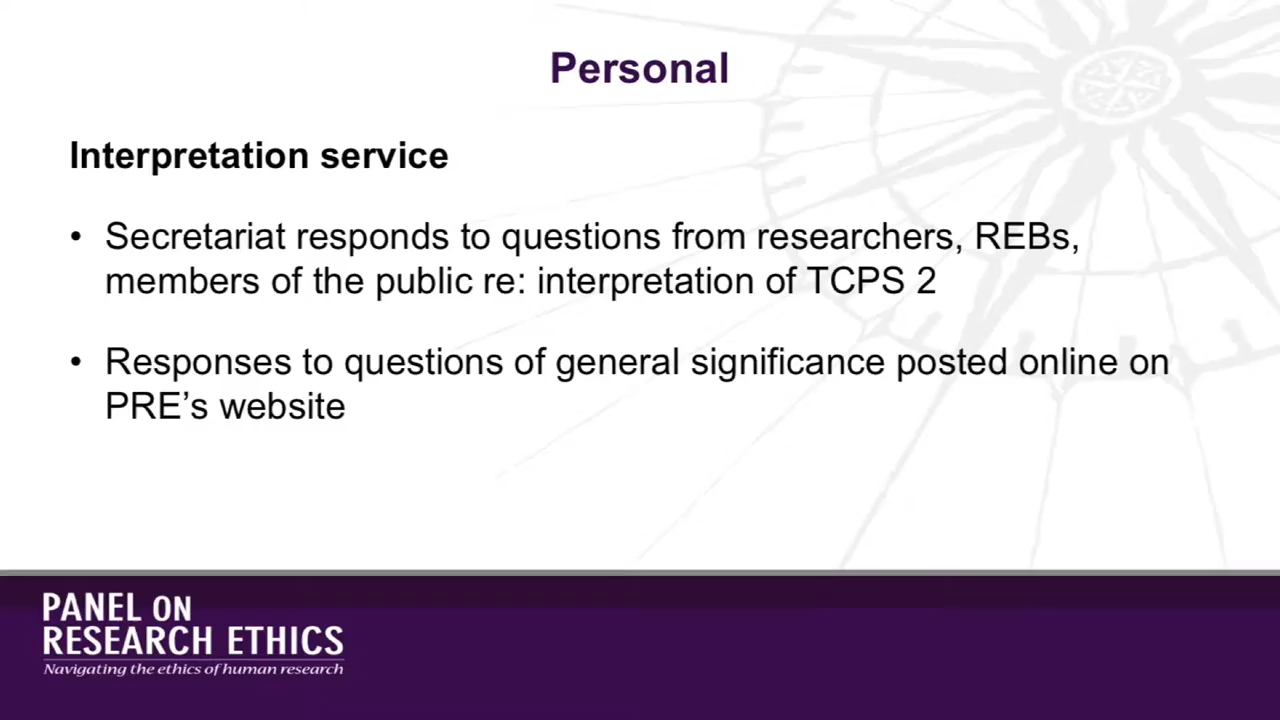 Personal
Interpretation service
• Secretariat responds to questions from researchers, REBs,
members of the public re: interpretation of TCPS 2
• Responses to questions of general significance posted online on
PRE’s website
PANEL ON
RESEARCH ETHICS
Navigating the ethics of human research